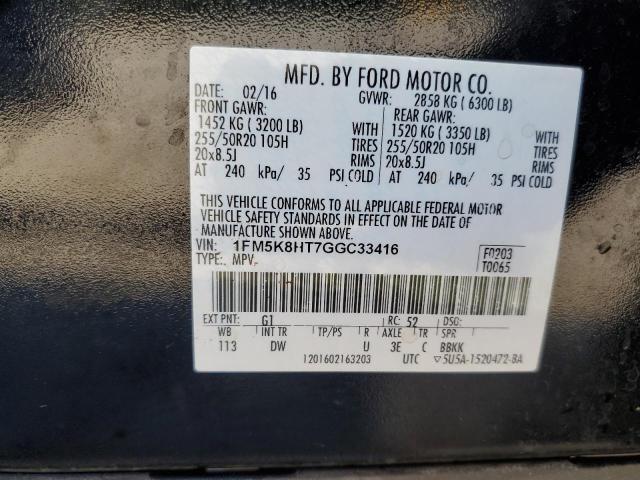 MFD. BY FORD MOTOR CO.
DATE: 02/16 GVWR: 2858 KG ( 6300 LB)
FRONT GAWR: REAR GAWR:
1452 KG ( 3200 LB) WITH 1520 KG ( 3350 LB) WITH
255/50R20 105H TIRES 255/50R20 105H TIRES
20x8.5J RIMS 20x8.5J RIMS
AT 240 kPa/ 35 PSI COLD AT 240 kPa/ 35 PSI COLD
THIS VEHICLE CONFORMS TO ALL APPLICABLE FEDERAL MOTOR
VEHICLE SAFETY STANDARDS IN EFFECT ON THE DATE OF
MANUFACTURE SHOWN ABOVE.
VIN: 1FM5K8HT7GGC33416 F0203
TYPE: MPV T0065
EXT PNT: G1 RC: 52 DSO:
WB INT TR TP/PS R AXLE TR SPR
113 DW U 3E C BBKK
1201602163203 UTC ▽5U5A-1520472-BA